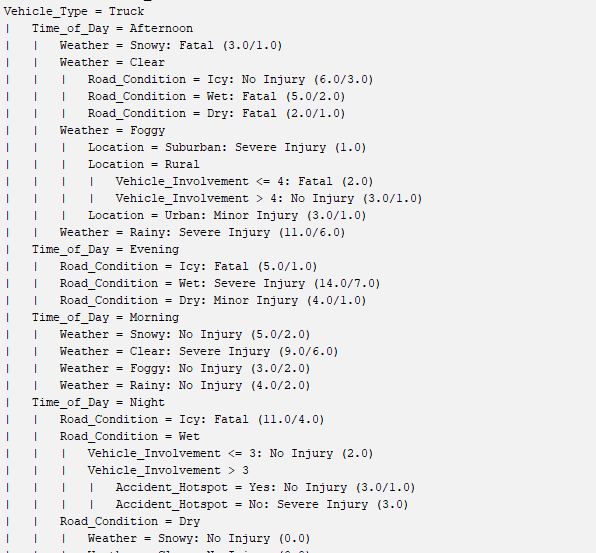 Vehicle_Type = Truck
|   Time_of_Day = Afternoon
|   |   Weather = Snowy: Fatal (3.0/1.0)
|   |   Weather = Clear
|   |   |   Road_Condition = Icy: No Injury (6.0/3.0)
|   |   |   Road_Condition = Wet: Fatal (5.0/2.0)
|   |   |   Road_Condition = Dry: Fatal (2.0/1.0)
|   |   Weather = Foggy
|   |   |   Location = Suburban: Severe Injury (1.0)
|   |   |   Location = Rural
|   |   |   |   Vehicle_Involvement <= 4: Fatal (2.0)
|   |   |   |   Vehicle_Involvement > 4: No Injury (3.0/1.0)
|   |   |   Location = Urban: Minor Injury (3.0/1.0)
|   |   Weather = Rainy: Severe Injury (11.0/6.0)
|   Time_of_Day = Evening
|   |   Road_Condition = Icy: Fatal (5.0/1.0)
|   |   Road_Condition = Wet: Severe Injury (14.0/7.0)
|   |   Road_Condition = Dry: Minor Injury (4.0/1.0)
|   Time_of_Day = Morning
|   |   Weather = Snowy: No Injury (5.0/2.0)
|   |   Weather = Clear: Severe Injury (9.0/6.0)
|   |   Weather = Foggy: No Injury (3.0/2.0)
|   |   Weather = Rainy: No Injury (4.0/2.0)
|   Time_of_Day = Night
|   |   Road_Condition = Icy: Fatal (11.0/4.0)
|   |   Road_Condition = Wet
|   |   |   Vehicle_Involvement <= 3: No Injury (2.0)
|   |   |   Vehicle_Involvement > 3
|   |   |   |   Accident_Hotspot = Yes: No Injury (3.0/1.0)
|   |   |   |   Accident_Hotspot = No: Severe Injury (3.0)
|   |   Road_Condition = Dry
|   |   |   Weather = Snowy: No Injury (0.0)